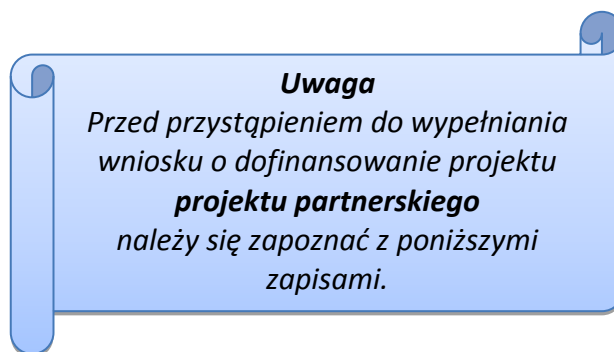 Uwaga
Przed przystąpieniem do wypełniania
wniosku o dofinansowanie projektu
projektu partnerskiego
należy się zapoznać z poniższymi
zapisami.